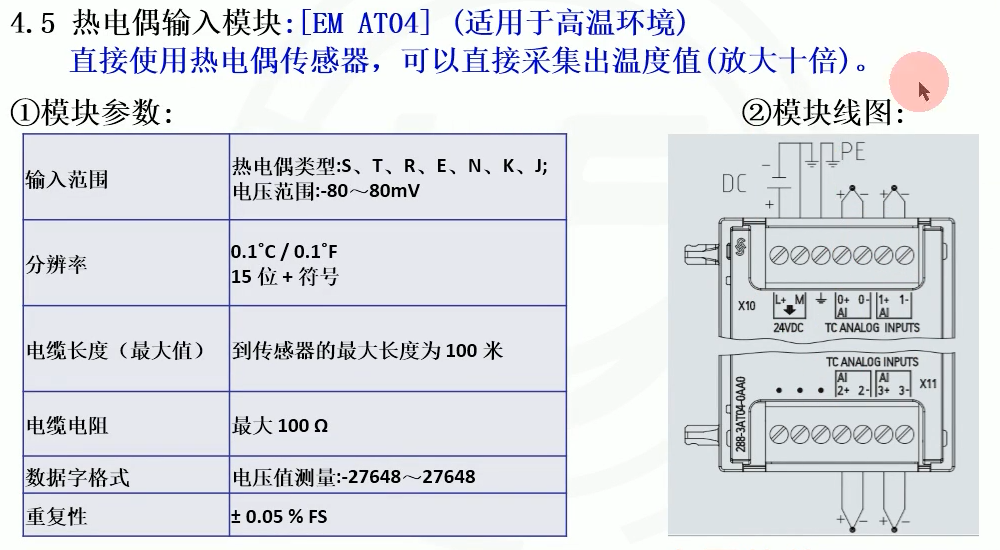 4.5 热电偶输入模块:[EM AT04] (适用于高温环境)
直接使用热电偶传感器，可以直接采集出温度值(放大十倍)。
①模块参数:
输入范围
热电偶类型:S、T、R、E、N、K、J;
电压范围:-80～80mV
分辨率
0.1˚C / 0.1˚F
15 位 + 符号
电缆长度（最大值）
到传感器的最大长度为 100 米
电缆电阻
最大 100 Ω
数据字格式
电压值测量:-27648～27648
重复性
± 0.05 % FS
②模块线图:
PE
DC
-
+
+ - + -
X10
L+ M
0+ 0- 1+ 1-
AI AI
24VDC
TC ANALOG INPUTS
TC ANALOG INPUTS
AI AI
2+ 2- 3+ 3-
X11
288-3AT04-0AA0
+ - + -